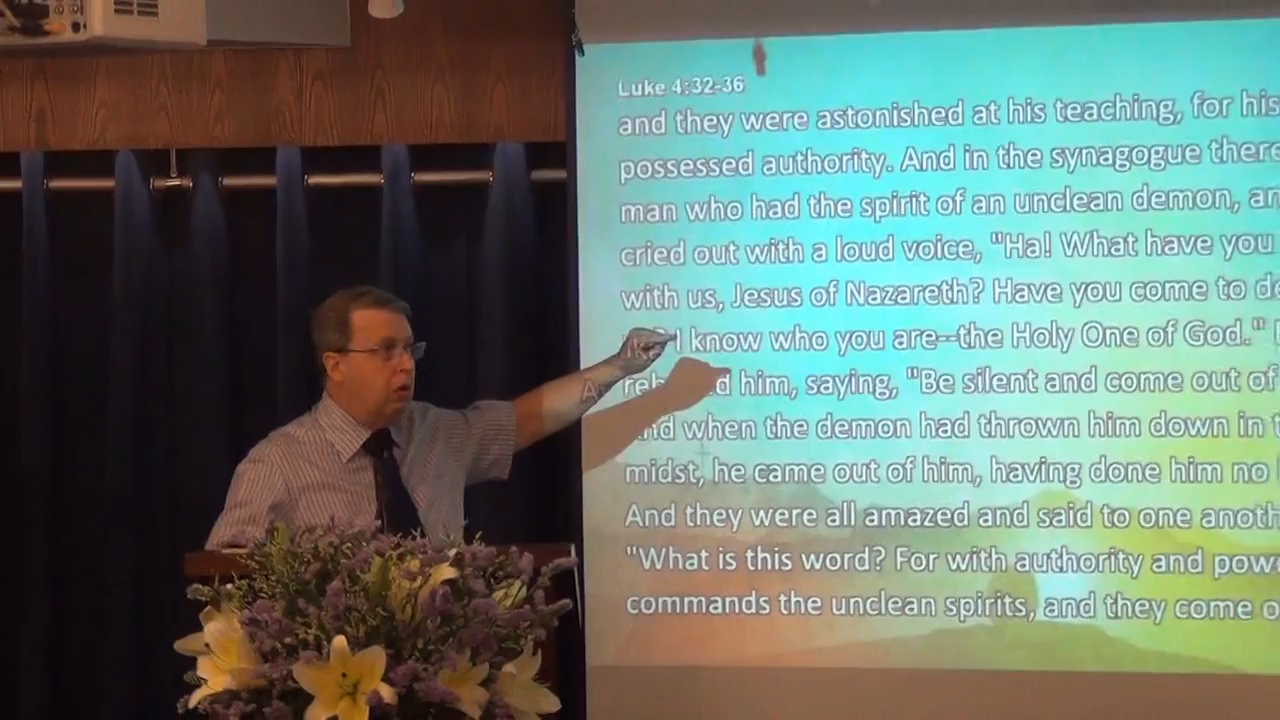 Luke 4:32-36
and they were astonished at his teaching, for his
possessed authority. And in the synagogue there
man who had the spirit of an unclean demon,
cried out with a loud voice, "Ha! What have you
with us, Jesus of Nazareth? Have you come to
I know who you are--the Holy One of God."
him, saying, "Be silent and come out of
when the demon had thrown him down in
midst, he came out of him, having done him no
And they were all amazed and said to one
"What is this word? For with authority and
commands the unclean spirits, and they come